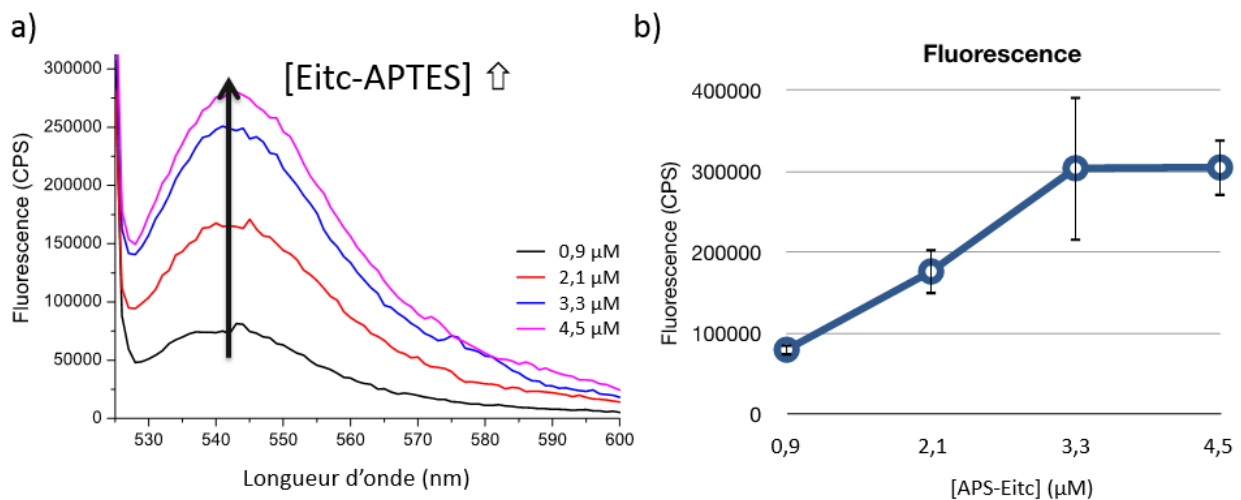 a)
[Eitc-APTES] ⇧
Fluorescence (CPS)
300000
250000
200000
150000
100000
50000
0
530 540 550 560 570 580 590 600
Longueur d’onde (nm)
0,9 µM
2,1 µM
3,3 µM
4,5 µM
b)
Fluorescence
Fluorescence (CPS)
400000
300000
200000
100000
0
0,9 2,1 3,3 4,5
[APS-Eitc] (µM)